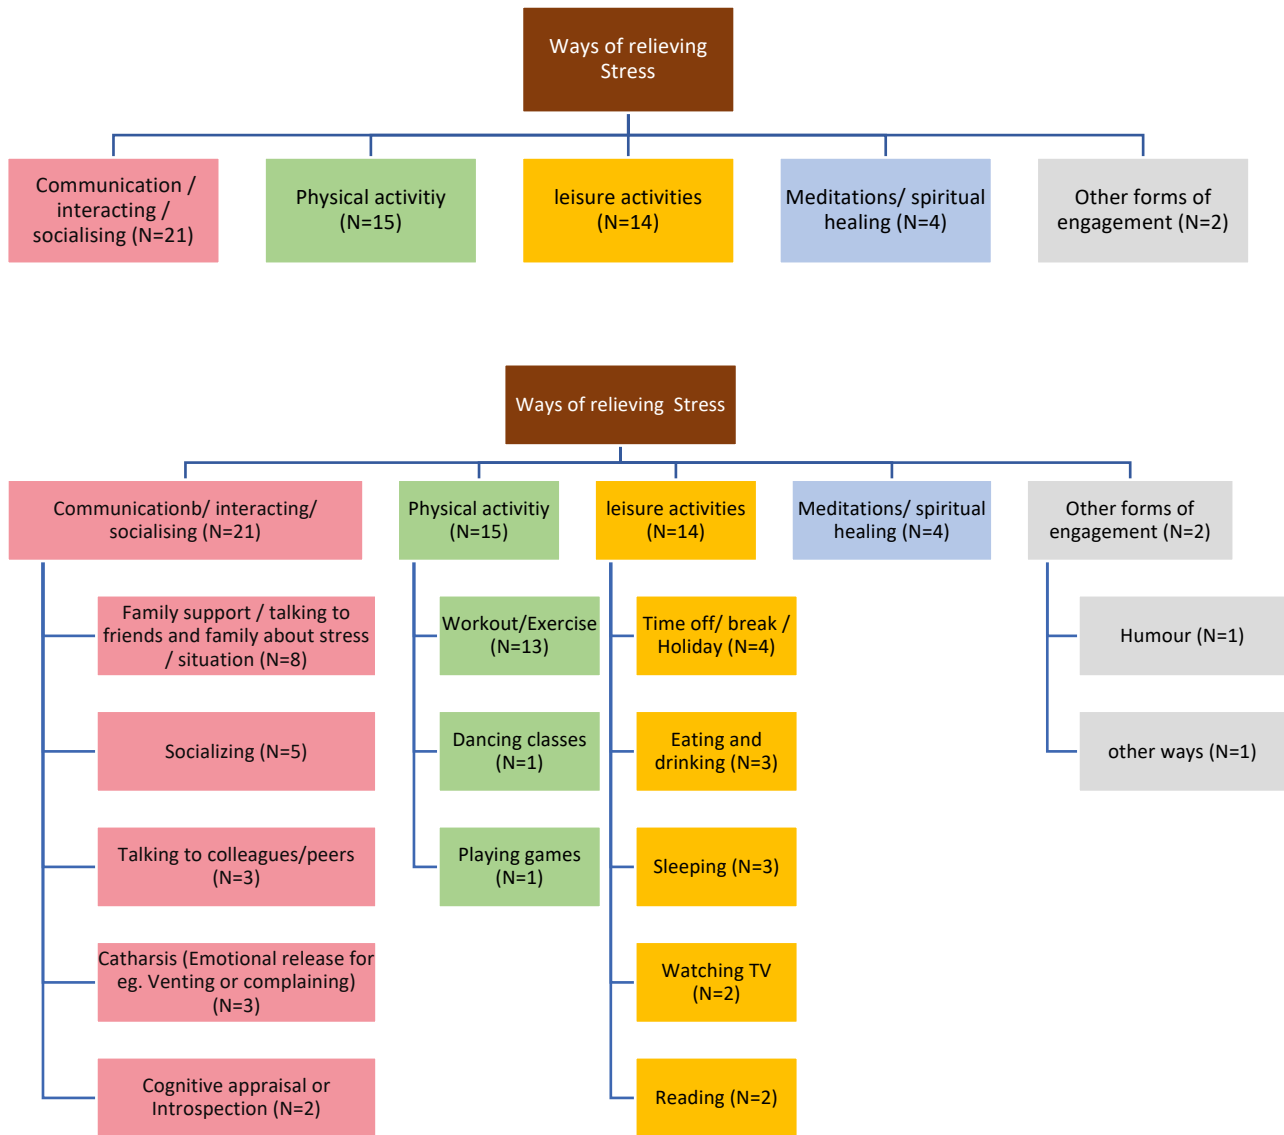 Ways of relieving
Stress
Communication /
interacting /
socialising (N=21)
Physical activitiy
(N=15)
leisure activities
(N=14)
Meditations/ spiritual
healing (N=4)
Other forms of
engagement (N=2)
Ways of relieving  Stress
Communicationb/ interacting/
socialising (N=21)
Physical activitiy
(N=15)
leisure activities
(N=14)
Meditations/ spiritual
healing (N=4)
Other forms of
engagement (N=2)
Family support / talking to
friends and family about stress
/ situation (N=8)
Socializing (N=5)
Talking to colleagues/peers
(N=3)
Catharsis (Emotional release for
eg. Venting or complaining)
(N=3)
Cognitive appraisal or
Introspection (N=2)
Workout/Exercise
(N=13)
Dancing classes
(N=1)
Playing games
(N=1)
Time off/ break /
Holiday (N=4)
Eating and
drinking (N=3)
Sleeping (N=3)
Watching TV
(N=2)
Reading (N=2)
Humour (N=1)
other ways (N=1)